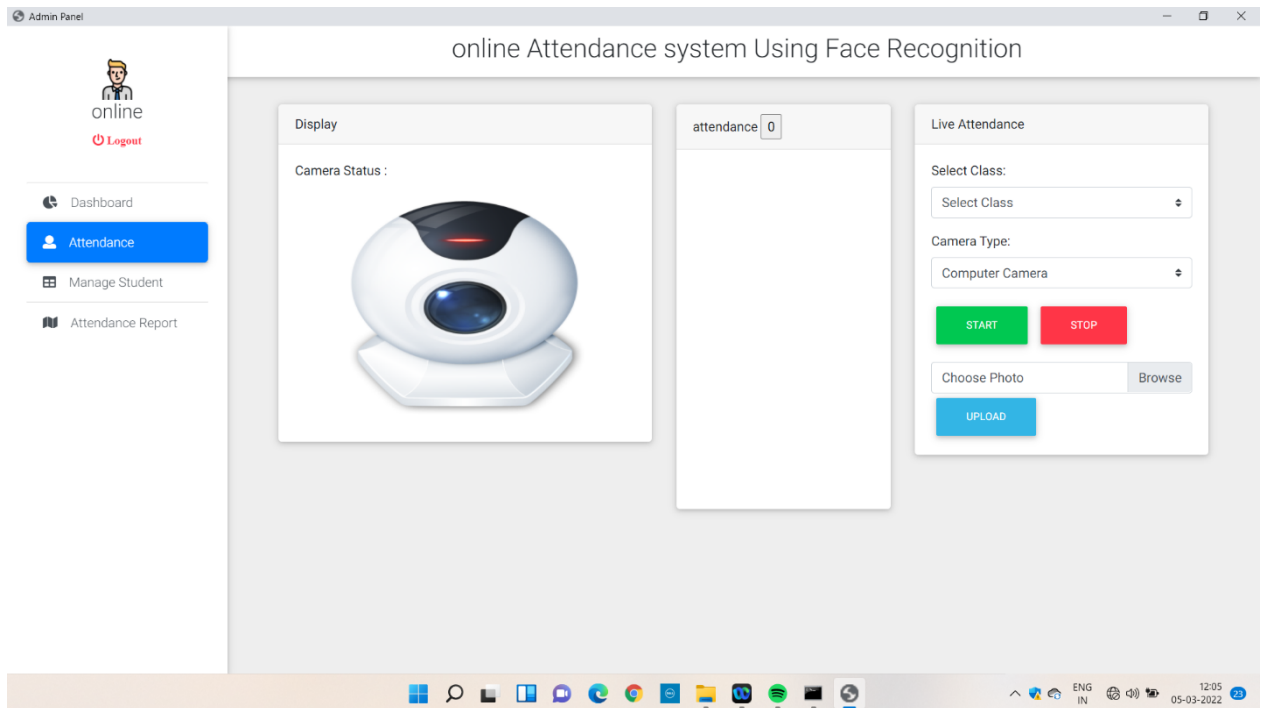 Admin Panel
online Attendance system Using Face Recognition
online
Logout
Dashboard
Attendance
Manage Student
Attendance Report
Display
Camera Status :
attendance 0
Live Attendance
Select Class:
Select Class
Camera Type:
Computer Camera
START STOP
Choose Photo Browse
UPLOAD
ENG
IN
12:05
05-03-2022
23